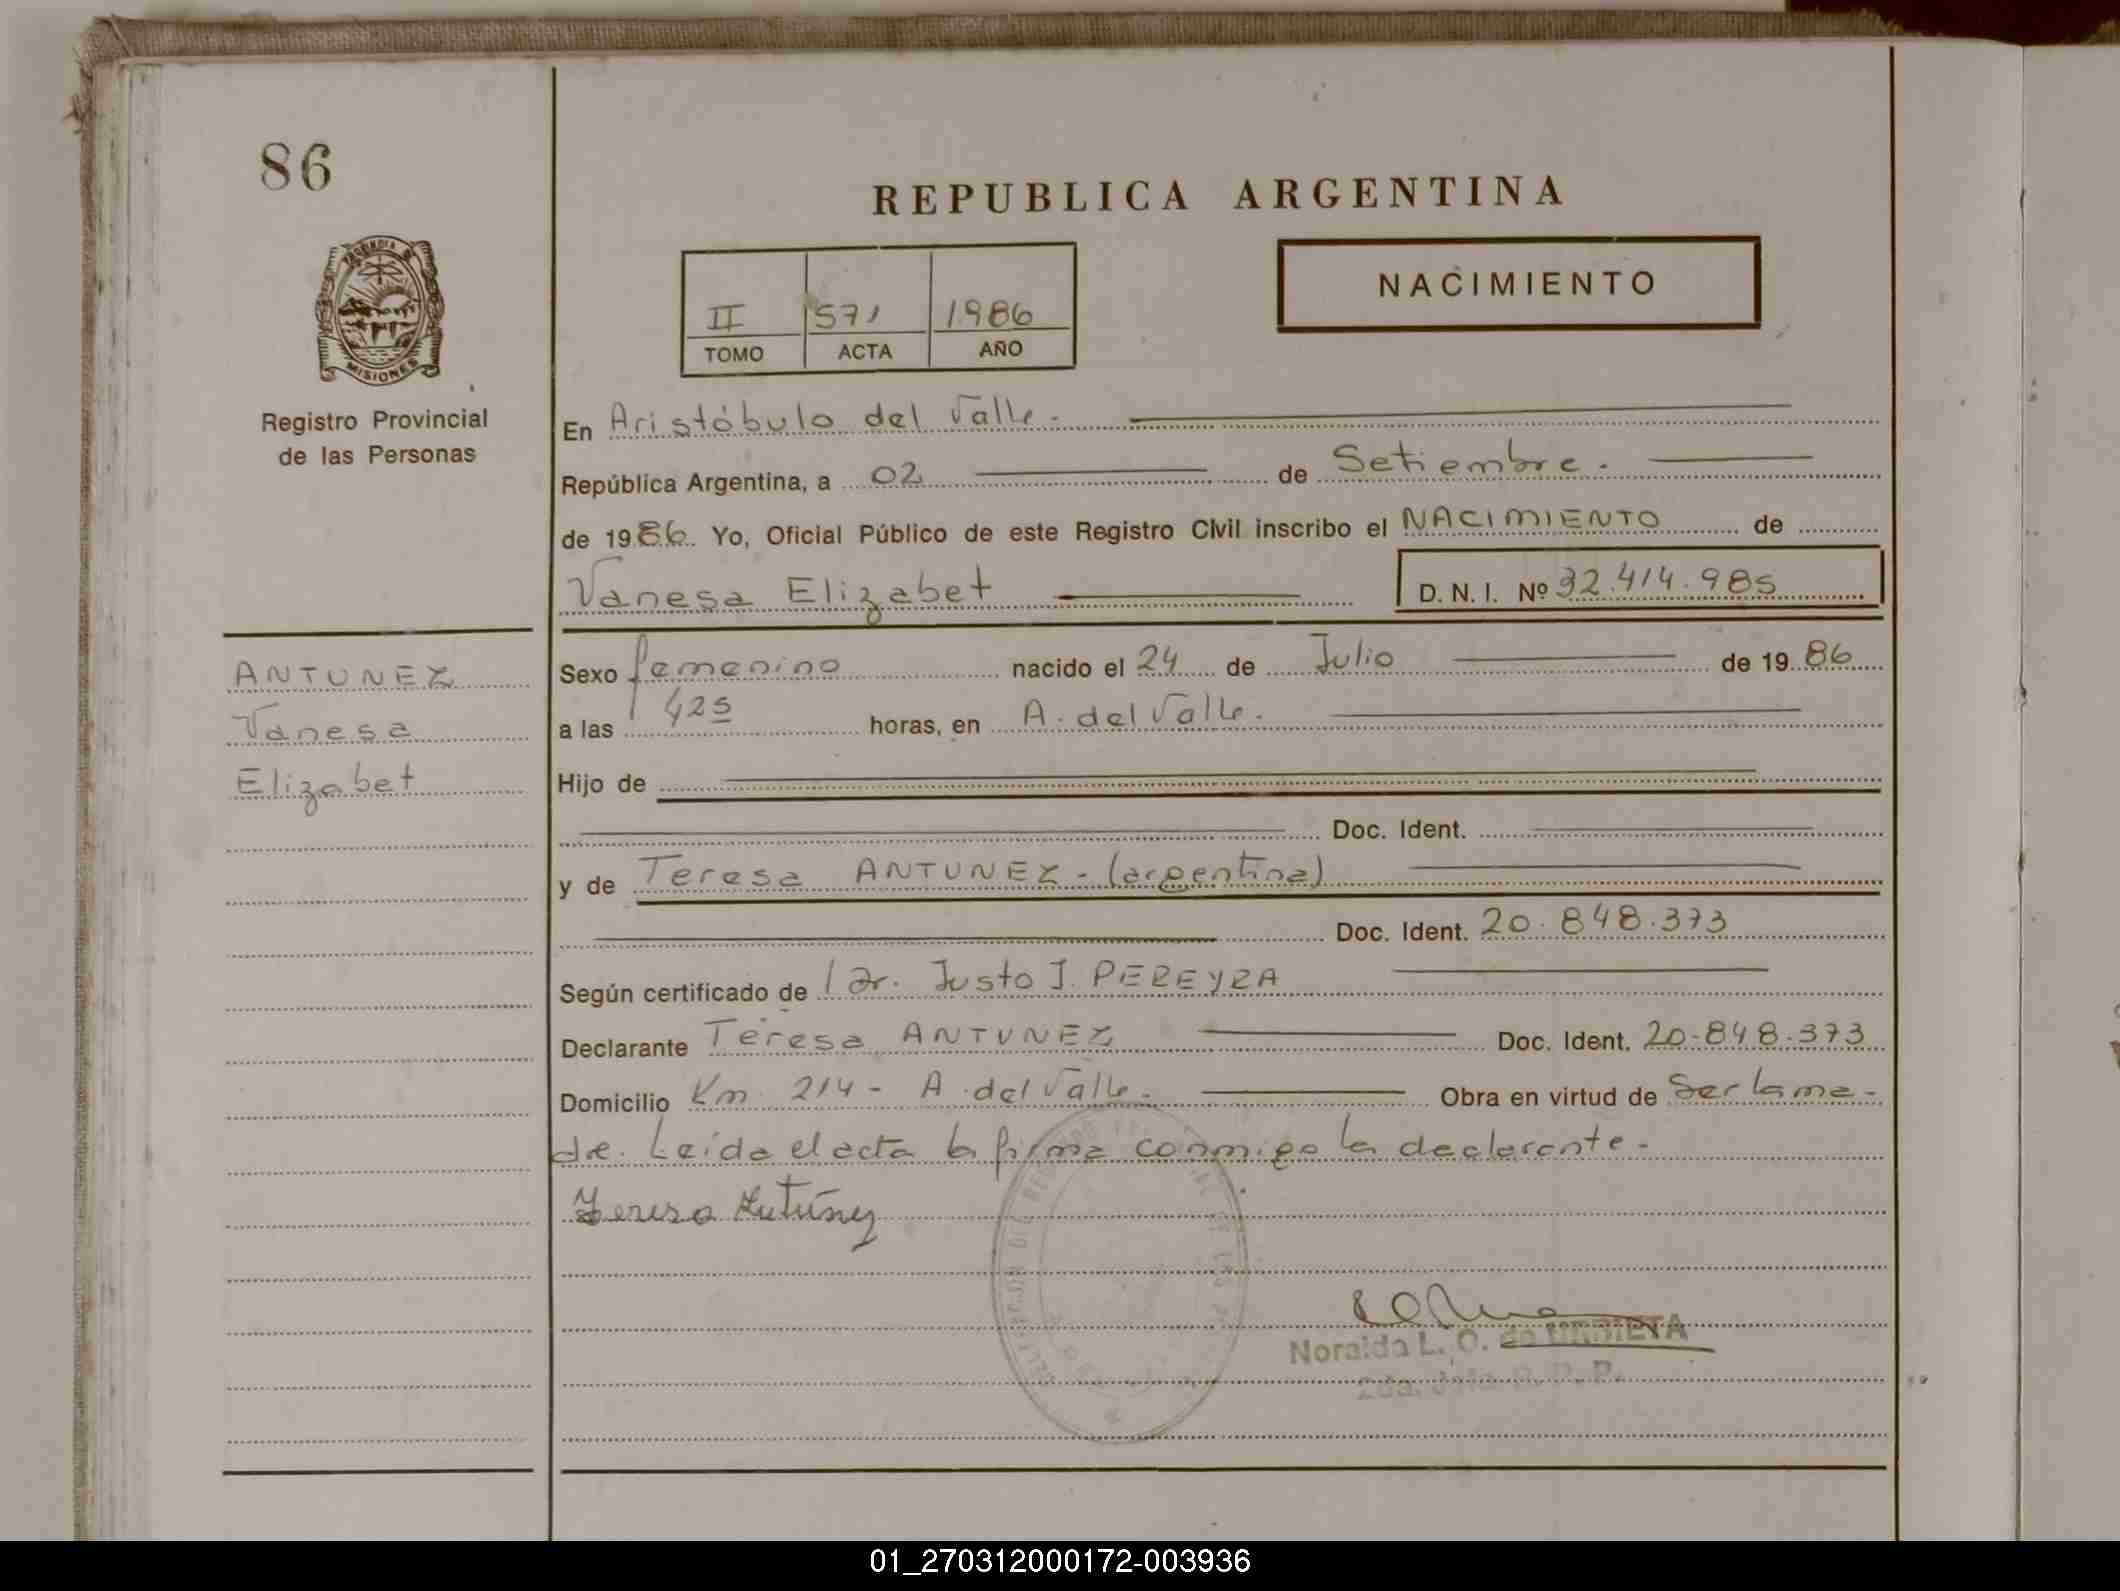 86
REPUBLICA ARGENTINA
PROVINCIA DE
MISIONES
NACIMIENTO
II 571 1986
TOMO ACTA AÑO
Registro Provincial
de las Personas
En Aristóbulo del Valle.
República Argentina, a 02 de Setiembre.
de 1986. Yo, Oficial Público de este Registro Civil inscribo el NACIMIENTO de
Vanesa Elizabet D. N. I. Nº 32.414.985
ANTUNEZ
Vanesa
Elizabet
Sexo femenino nacido el 24 de Julio de 1986
a las 425 horas, en A. del Valle.
Hijo de
Doc. Ident.
y de Teresa ANTUNEZ - (argentina)
Doc. Ident. 20.848.373
Según certificado de Dr. Justo J. PEREYRA
Declarante Teresa ANTUNEZ Doc. Ident. 20.848.373
Domicilio Km. 214 - A. del Valle. Obra en virtud de Ser la ma-
dre. Leída el acta la firma conmigo la declarante.
Teresa Antúnez
Noraida L. O. de URRIETA
2da. Jefa R. P. P.
01_270312000172-003936